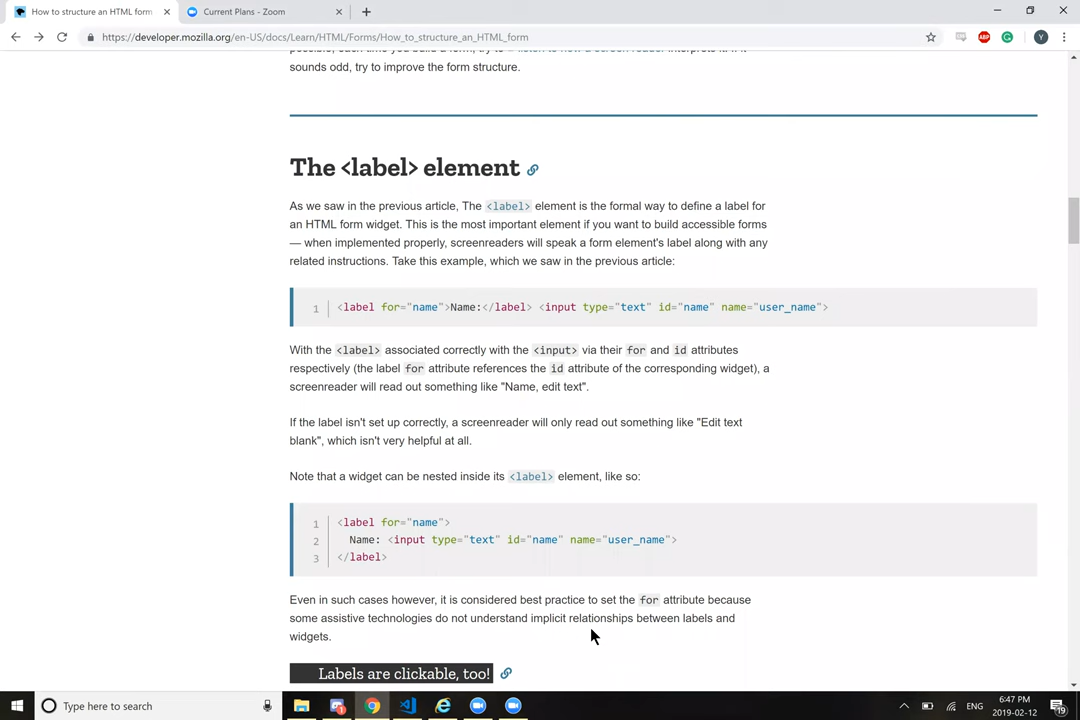 How to structure an HTML form
Current Plans - Zoom
https://developer.mozilla.org/en-US/docs/Learn/HTML/Forms/How_to_structure_an_HTML_form
ABP
Y
sounds odd, try to improve the form structure.
The <label> element
As we saw in the previous article, The <label> element is the formal way to define a label for
an HTML form widget. This is the most important element if you want to build accessible forms
— when implemented properly, screenreaders will speak a form element's label along with any
related instructions. Take this example, which we saw in the previous article:
1 <label for="name">Name:</label> <input type="text" id="name" name="user_name">
With the <label> associated correctly with the <input> via their for and id attributes
respectively (the label for attribute references the id attribute of the corresponding widget), a
screenreader will read out something like "Name, edit text".
If the label isn't set up correctly, a screenreader will only read out something like "Edit text
blank", which isn't very helpful at all.
Note that a widget can be nested inside its <label> element, like so:
1 <label for="name">
2 Name: <input type="text" id="name" name="user_name">
3 </label>
Even in such cases however, it is considered best practice to set the for attribute because
some assistive technologies do not understand implicit relationships between labels and
widgets.
Labels are clickable, too!
Type here to search
ENG
6:47 PM
2019-02-12
19